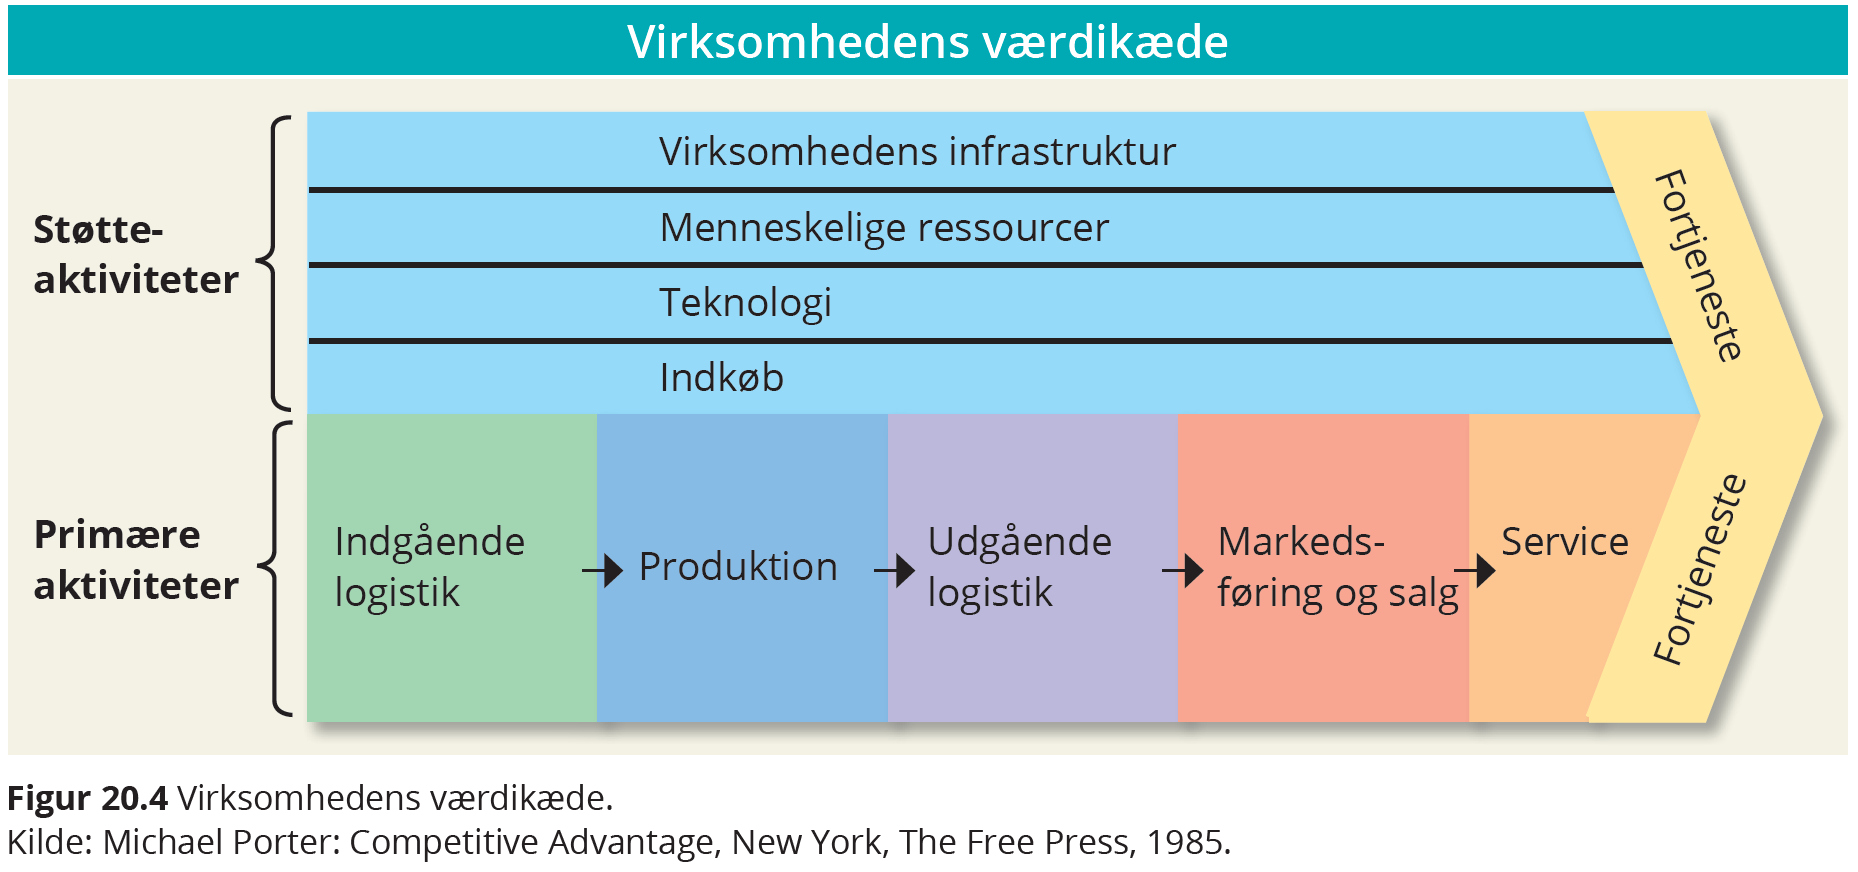 Virksomhedens værdikæde
Støtte-
aktiviteter
Virksomhedens infrastruktur
Menneskelige ressourcer
Teknologi
Indkøb
Fortjeneste
Primære
aktiviteter
Indgående
logistik
Produktion
Udgående
logistik
Markeds-
føring og salg
Service
Fortjeneste
Figur 20.4 Virksomhedens værdikæde.
Kilde: Michael Porter: Competitive Advantage, New York, The Free Press, 1985.